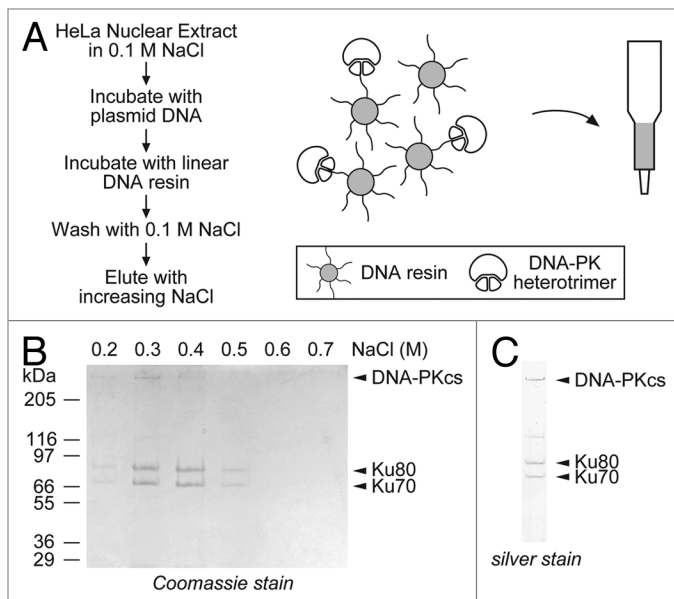 A
HeLa Nuclear Extract
in 0.1 M NaCl
Incubate with
plasmid DNA
Incubate with linear
DNA resin
Wash with 0.1 M NaCl
Elute with
increasing NaCl
DNA resin
DNA-PK
heterotrimer
B
0.2 0.3 0.4 0.5 0.6 0.7 NaCl (M)
kDa
DNA-PKcs
205
116
97
Ku80
66
Ku70
55
36
29
Coomassie stain
C
DNA-PKcs
Ku80
Ku70
silver stain